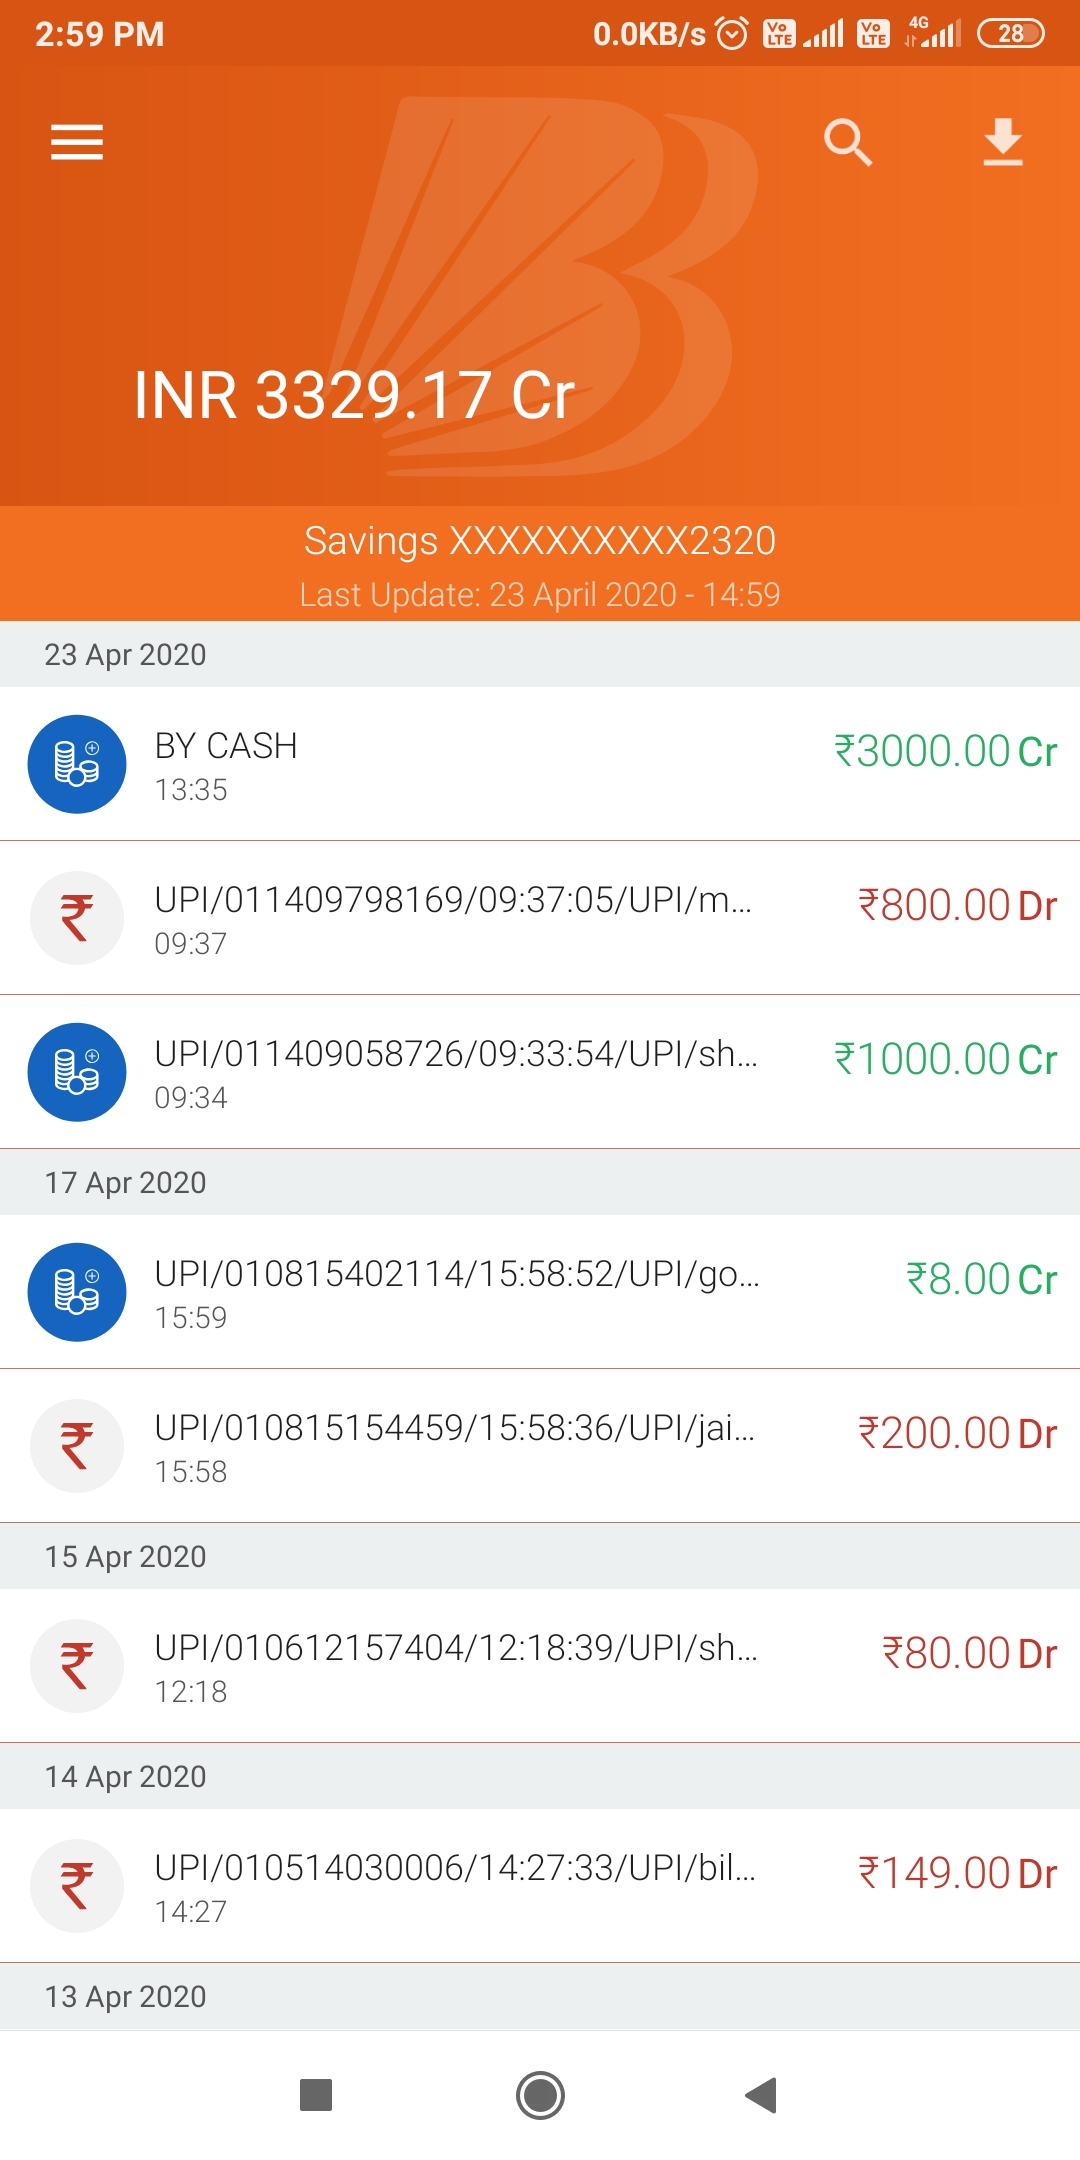 2:59 PM 0.0KB/s Vo LTE Vo LTE 4G 28
INR 3329.17 Cr
Savings XXXXXXXXXX2320
Last Update: 23 April 2020 - 14:59
23 Apr 2020
BY CASH ₹3000.00 Cr
13:35
UPI/011409798169/09:37:05/UPI/m... ₹800.00 Dr
09:37
UPI/011409058726/09:33:54/UPI/sh... ₹1000.00 Cr
09:34
17 Apr 2020
UPI/010815402114/15:58:52/UPI/go... ₹8.00 Cr
15:59
UPI/010815154459/15:58:36/UPI/jai... ₹200.00 Dr
15:58
15 Apr 2020
UPI/010612157404/12:18:39/UPI/sh... ₹80.00 Dr
12:18
14 Apr 2020
UPI/010514030006/14:27:33/UPI/bil... ₹149.00 Dr
14:27
13 Apr 2020